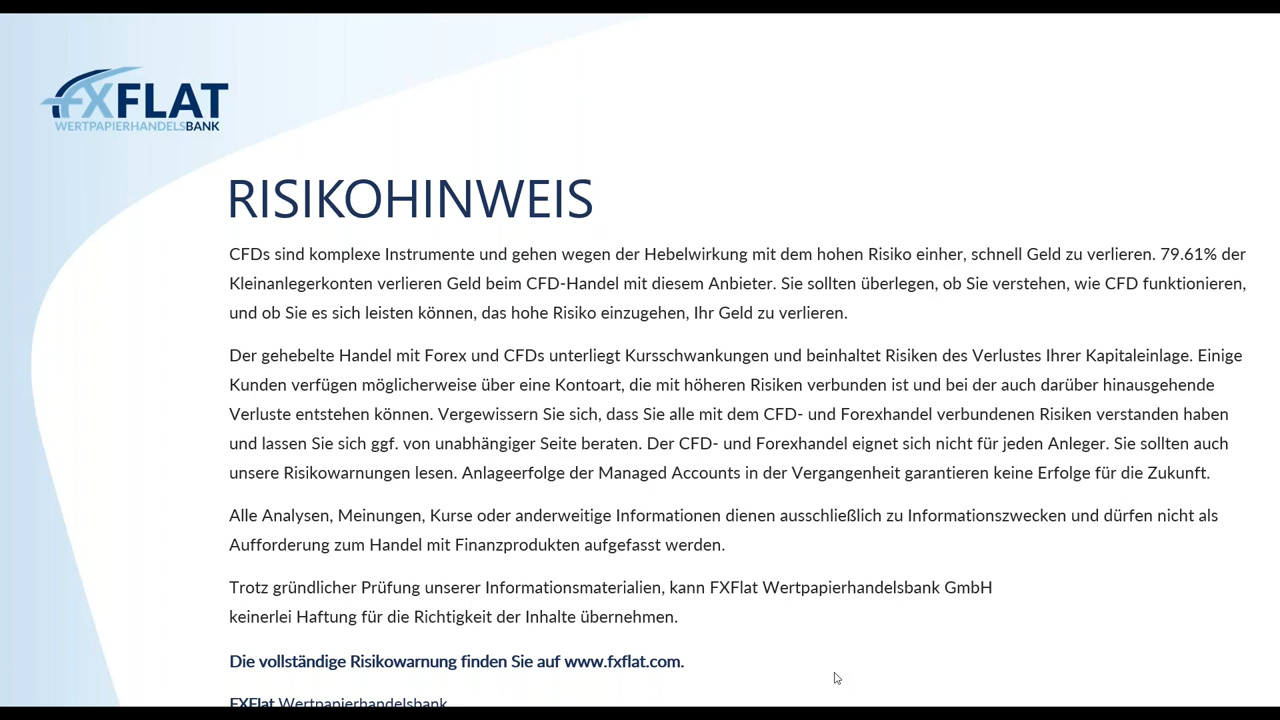 FXFLAT
WERTPAPIERHANDELSBANK
RISIKOHINWEIS
CFDs sind komplexe Instrumente und gehen wegen der Hebelwirkung mit dem hohen Risiko einher, schnell Geld zu verlieren. 79.61% der
Kleinanlegerkonten verlieren Geld beim CFD-Handel mit diesem Anbieter. Sie sollten überlegen, ob Sie verstehen, wie CFD funktionieren,
und ob Sie es sich leisten können, das hohe Risiko einzugehen, Ihr Geld zu verlieren.
Der gehebelte Handel mit Forex und CFDs unterliegt Kursschwankungen und beinhaltet Risiken des Verlustes Ihrer Kapitaleinlage. Einige
Kunden verfügen möglicherweise über eine Kontoart, die mit höheren Risiken verbunden ist und bei der auch darüber hinausgehende
Verluste entstehen können. Vergewissern Sie sich, dass Sie alle mit dem CFD- und Forexhandel verbundenen Risiken verstanden haben
und lassen Sie sich ggf. von unabhängiger Seite beraten. Der CFD- und Forexhandel eignet sich nicht für jeden Anleger. Sie sollten auch
unsere Risikowarnungen lesen. Anlageerfolge der Managed Accounts in der Vergangenheit garantieren keine Erfolge für die Zukunft.
Alle Analysen, Meinungen, Kurse oder anderweitige Informationen dienen ausschließlich zu Informationszwecken und dürfen nicht als
Aufforderung zum Handel mit Finanzprodukten aufgefasst werden.
Trotz gründlicher Prüfung unserer Informationsmaterialien, kann FXFlat Wertpapierhandelsbank GmbH
keinerlei Haftung für die Richtigkeit der Inhalte übernehmen.
Die vollständige Risikowarnung finden Sie auf www.fxflat.com.
FXFlat Wertpapierhandelsbank